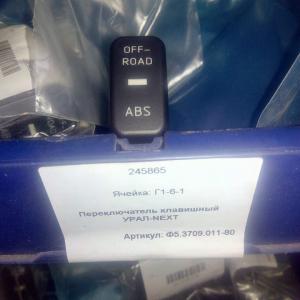 OFF-
ROAD
ABS
245865
Ячейка: Г1-6-1
Переключатель клавишный
УРАЛ-NEXT
Артикул: Ф5.3709.011-80